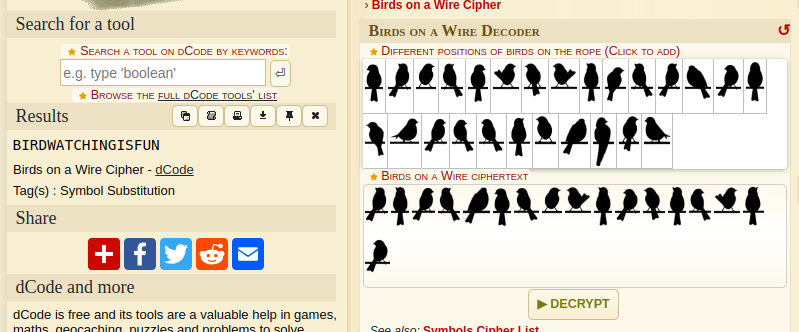 Search for a tool
★ Search a tool on dCode by keywords:
e.g. type 'boolean'
★ Browse the full dCode tools' list
Results
BIRDWATCHINGISFUN
Birds on a Wire Cipher - dCode
Tag(s) : Symbol Substitution
Share
dCode and more
dCode is free and its tools are a valuable help in games,
maths, geocaching, puzzles and problems to solve
› Birds on a Wire Cipher
Birds on a Wire Decoder
★ Different positions of birds on the rope (Click to add)
★ Birds on a Wire ciphertext
▶ DECRYPT
See also: Symbols Cipher List